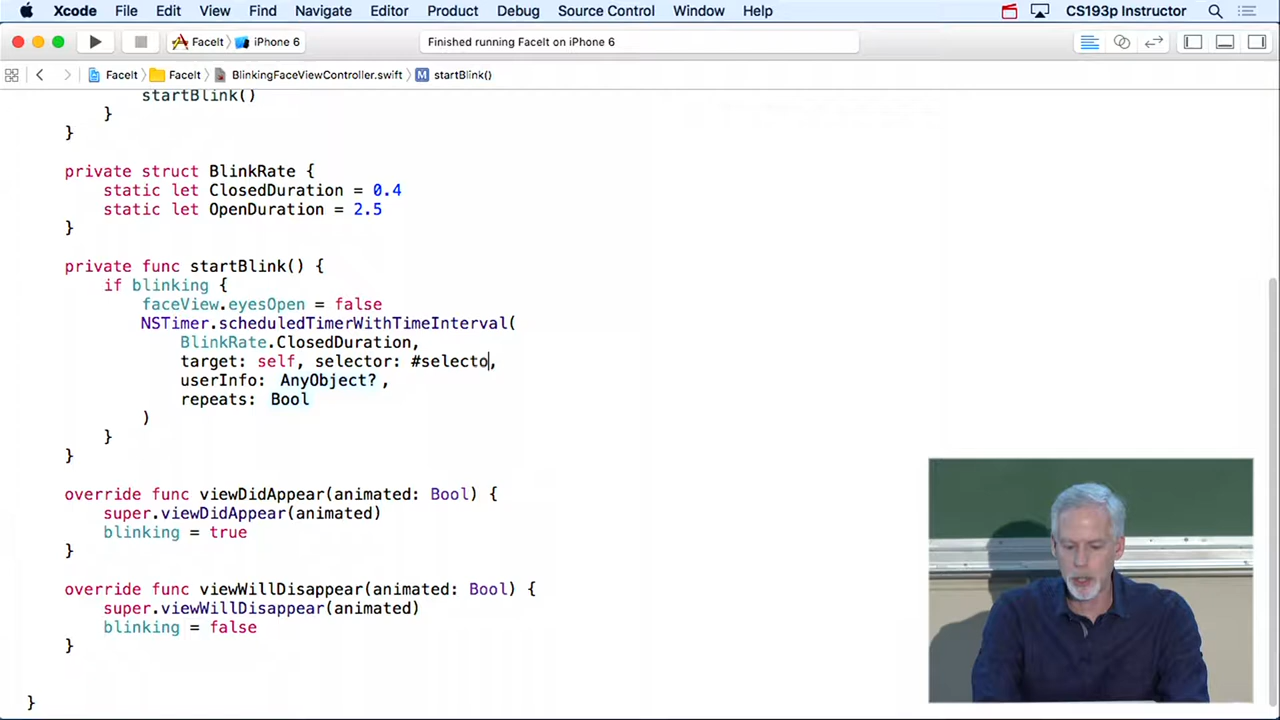 Xcode File Edit View Find Navigate Editor Product Debug Source Control Window Help CS193p Instructor
FaceIt iPhone 6 Finished running FaceIt on iPhone 6
FaceIt FaceIt BlinkingFaceViewController.swift M startBlink()
startBlink()
}
}
private struct BlinkRate {
static let ClosedDuration = 0.4
static let OpenDuration = 2.5
}
private func startBlink() {
if blinking {
faceView.eyesOpen = false
NSTimer.scheduledTimerWithTimeInterval(
BlinkRate.ClosedDuration,
target: self, selector: #selecto,
userInfo: AnyObject?,
repeats: Bool
)
}
}
override func viewDidAppear(animated: Bool) {
super.viewDidAppear(animated)
blinking = true
}
override func viewWillDisappear(animated: Bool) {
super.viewWillDisappear(animated)
blinking = false
}
}